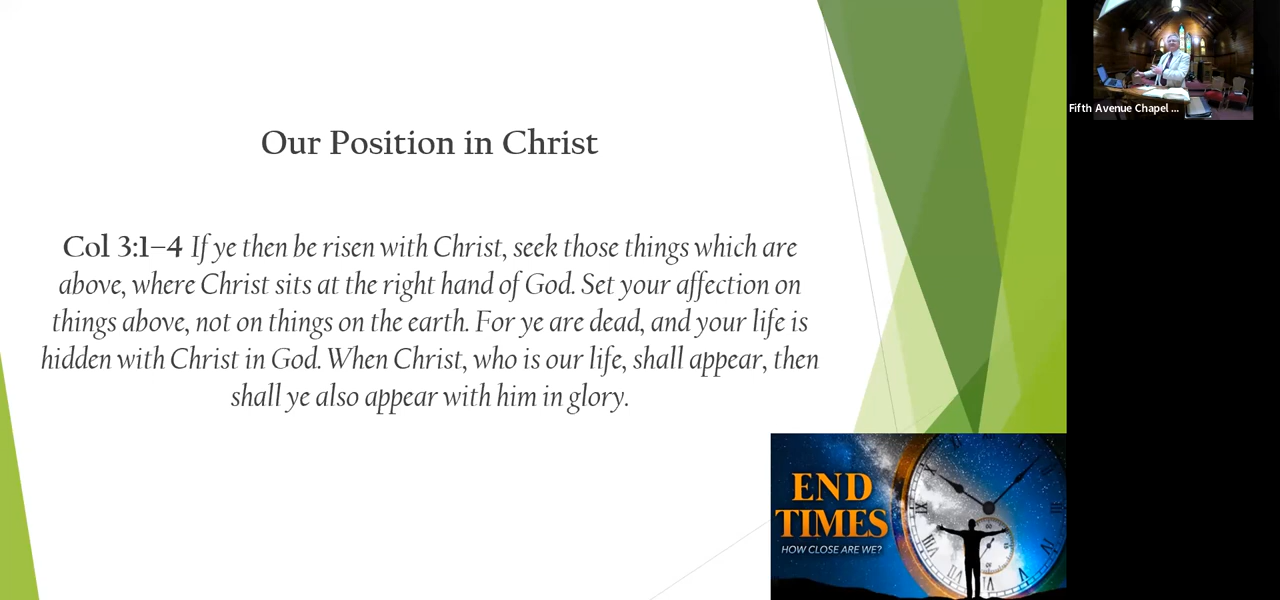 Our Position in Christ
Col 3:1–4 If ye then be risen with Christ, seek those things which are
above, where Christ sits at the right hand of God. Set your affection on
things above, not on things on the earth. For ye are dead, and your life is
hidden with Christ in God. When Christ, who is our life, shall appear, then
shall ye also appear with him in glory.
Fifth Avenue Chapel ...
END
TIMES
HOW CLOSE ARE WE?